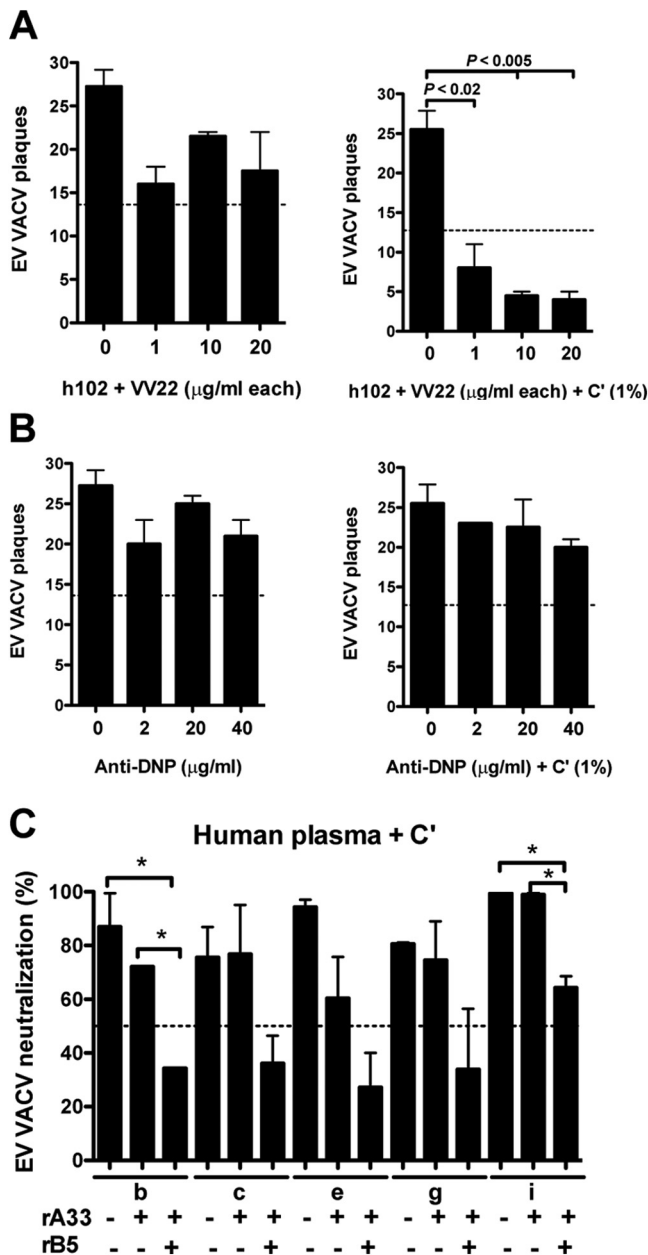 A
EV VACV plaques
30
25
20
15
10
5
0
0 1 10 20
h102 + VV22 (μg/ml each)
P < 0.005
P < 0.02
EV VACV plaques
30
25
20
15
10
5
0
0 1 10 20
h102 + VV22 (μg/ml each) + C' (1%)
B
EV VACV plaques
30
25
20
15
10
5
0
0 2 20 40
Anti-DNP (μg/ml)
EV VACV plaques
30
25
20
15
10
5
0
0 2 20 40
Anti-DNP (μg/ml) + C' (1%)
C
Human plasma + C'
EV VACV neutralization (%)
100
80
60
40
20
0
* * * *
b c e g i
rA33 - + + - + + - + + - + + - + +
rB5 - - + - - + - - + - - + - - +